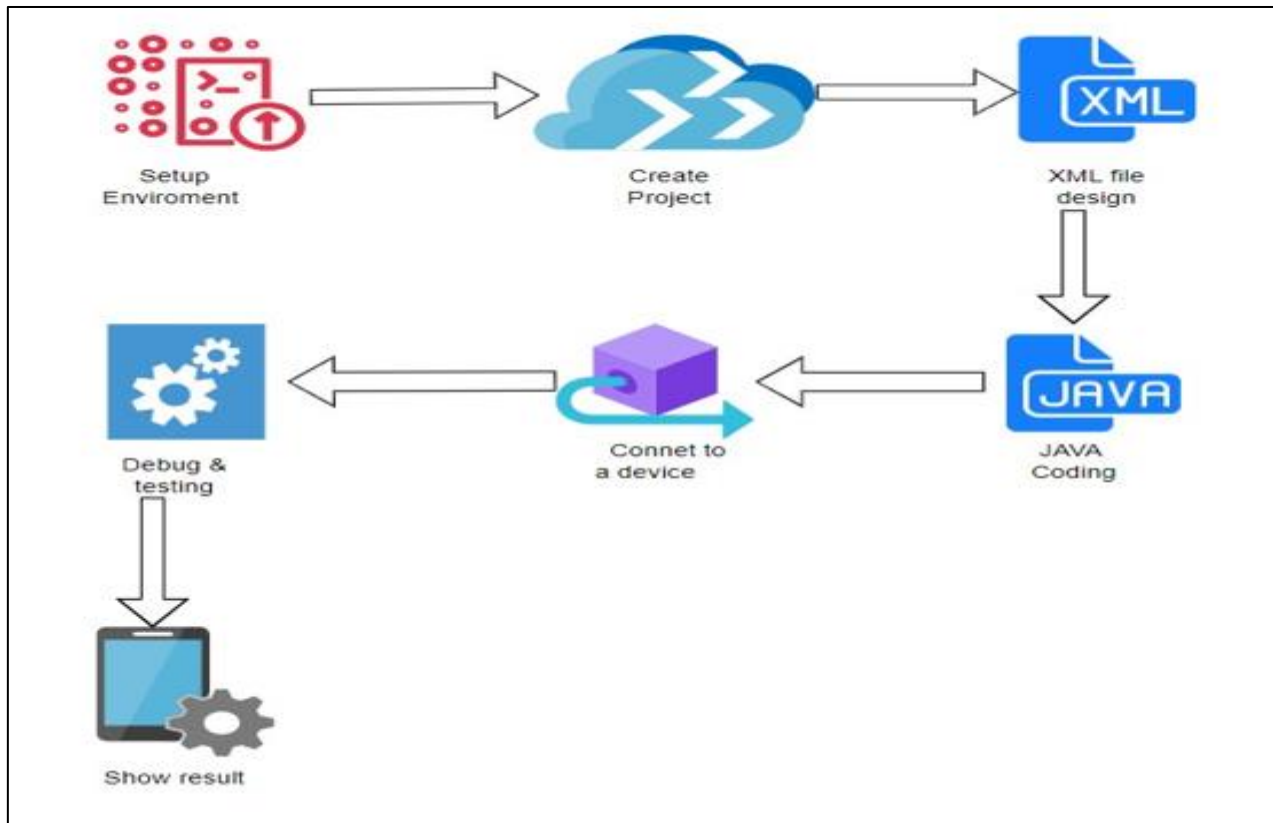 Setup
Enviroment
Create
Project
XML
XML file
design
JAVA
JAVA
Coding
Connet to
a device
Debug &
testing
Show result